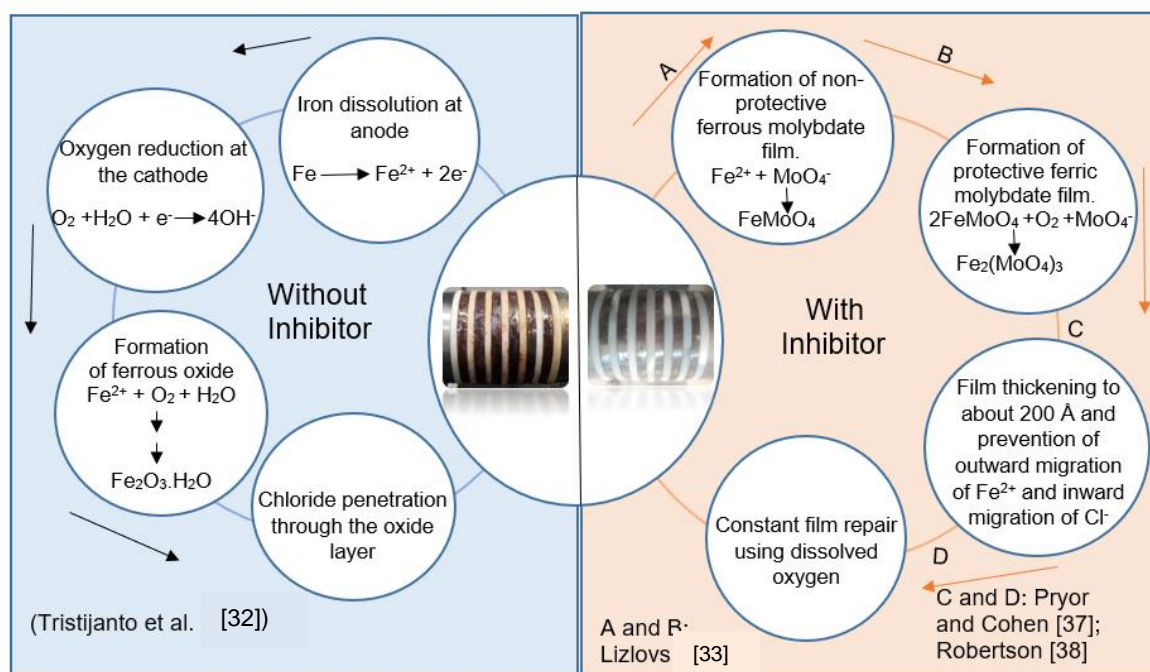 Iron dissolution at
anode
Fe → Fe²⁺ + 2e⁻
Oxygen reduction at
the cathode
O₂ +H₂O + e⁻ → 4OH⁻
Without
Inhibitor
Formation
of ferrous oxide
Fe²⁺ + O₂ + H₂O
Fe₂O₃.H₂O
Chloride penetration
through the oxide
layer
(Tristijanto et al. [32])
A
Formation of non-
protective
ferrous molybdate
film.
Fe²⁺ + MoO₄⁻
FeMoO₄
B
Formation of
protective ferric
molybdate film.
2FeMoO₄ +O₂ +MoO₄⁻
Fe₂(MoO₄)₃
With
Inhibitor
C
Film thickening to
about 200 Å and
prevention of
outward migration
of Fe²⁺ and inward
migration of Cl⁻
D
Constant film repair
using dissolved
oxygen
A and B:
Lizlovs [33]
C and D: Pryor
and Cohen [37];
Robertson [38]